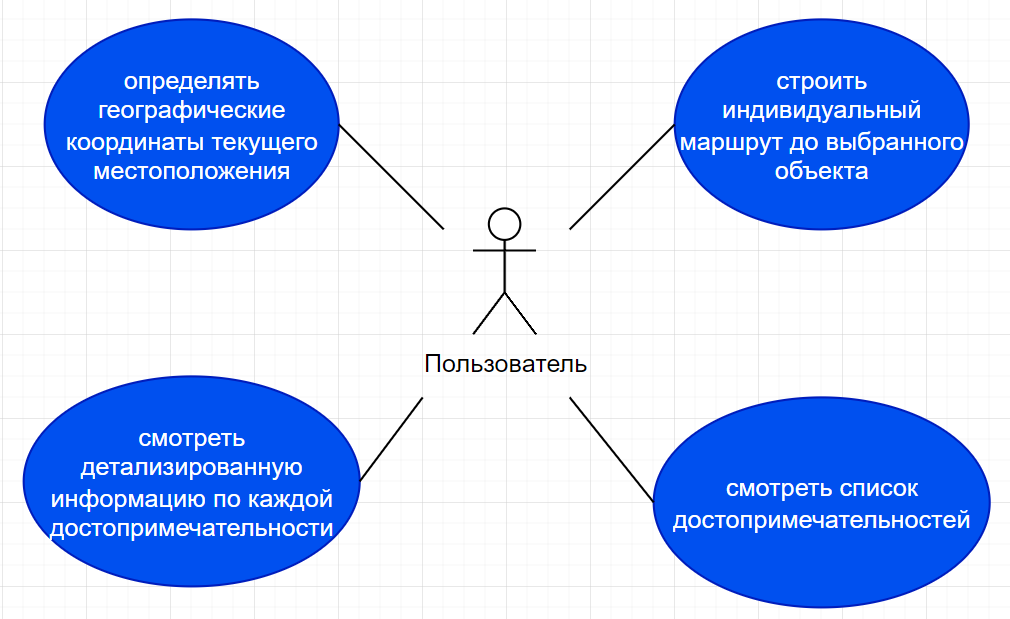 определять
географические
координаты текущего
местоположения
строить
индивидуальный
маршрут до выбранного
объекта
Пользователь
смотреть
детализированную
информацию по каждой
достопримечательности
смотреть список
достопримечательностей